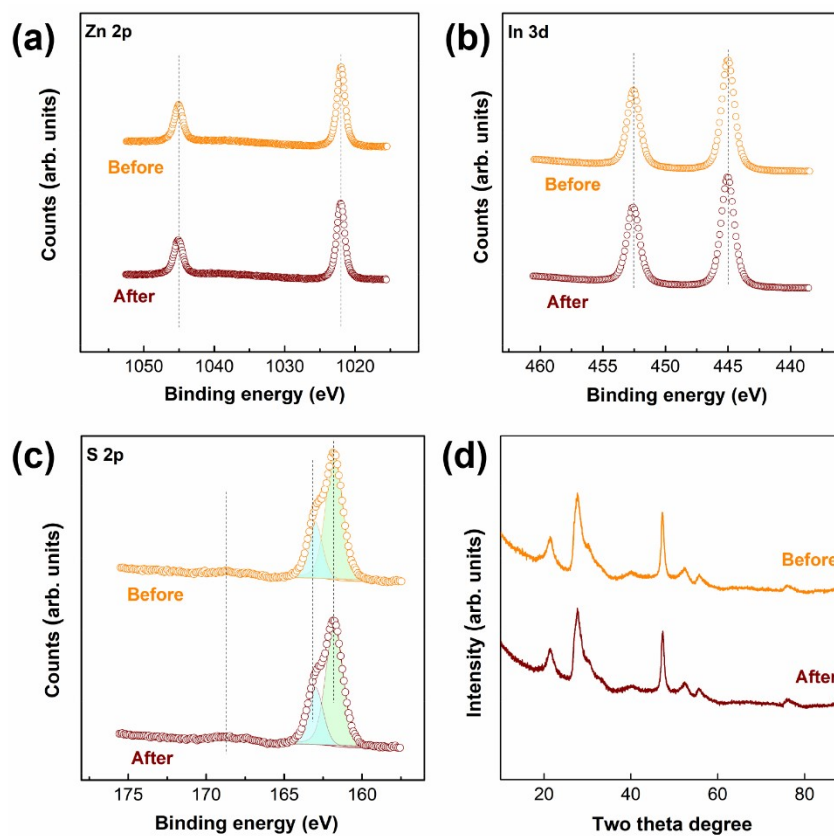 (a)
Zn 2p
Counts (arb. units)
Before
After
1050 1040 1030 1020
Binding energy (eV)
(b)
In 3d
Counts (arb. units)
Before
After
460 455 450 445 440
Binding energy (eV)
(c)
S 2p
Counts (arb. units)
Before
After
175 170 165 160
Binding energy (eV)
(d)
Intensity (arb. units)
Before
After
20 40 60 80
Two theta degree